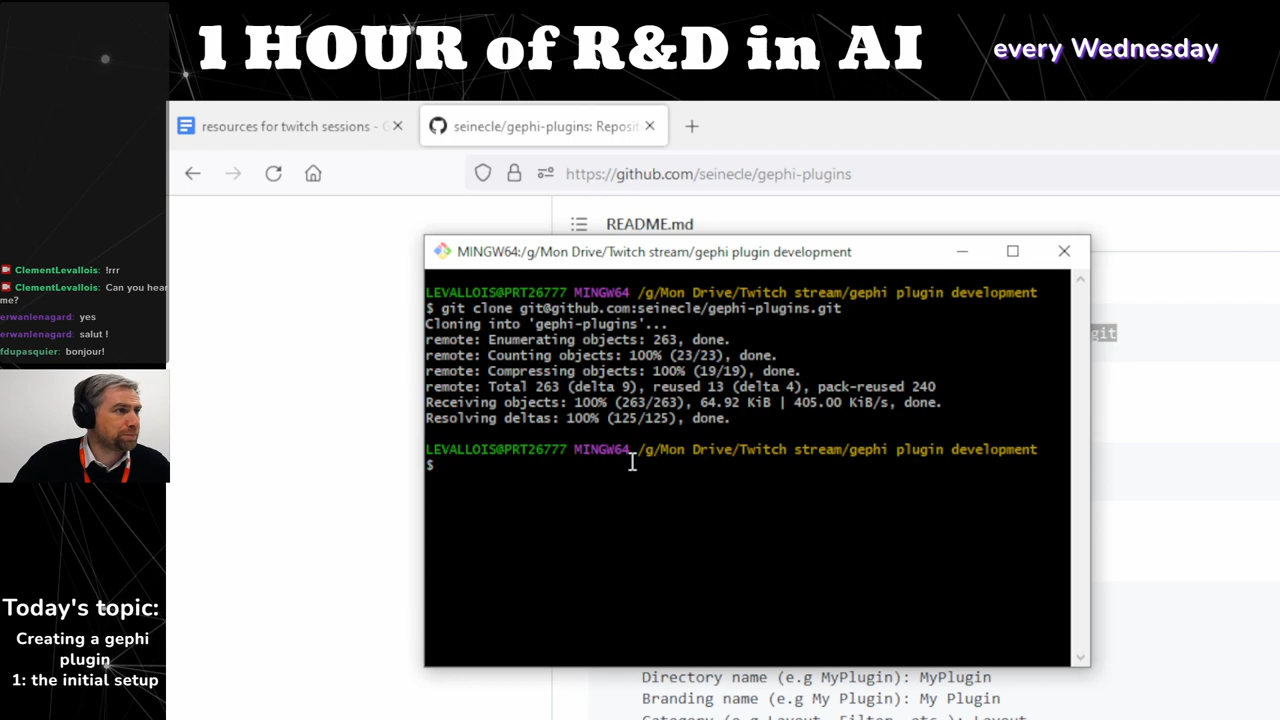 1 HOUR of R&D in AI
every Wednesday
resources for twitch sessions - G
seinecle/gephi-plugins: Reposit
https://github.com/seinecle/gephi-plugins
README.md
MINGW64:/g/Mon Drive/Twitch stream/gephi plugin development
LEVALLOIS@PRT26777 MINGW64 /g/Mon Drive/Twitch stream/gephi plugin development
$ git clone git@github.com:seinecle/gephi-plugins.git
Cloning into 'gephi-plugins'...
remote: Enumerating objects: 263, done.
remote: Counting objects: 100% (23/23), done.
remote: Compressing objects: 100% (19/19), done.
remote: Total 263 (delta 9), reused 13 (delta 4), pack-reused 240
Receiving objects: 100% (263/263), 64.92 KiB | 405.00 KiB/s, done.
Resolving deltas: 100% (125/125), done.
LEVALLOIS@PRT26777 MINGW64 /g/Mon Drive/Twitch stream/gephi plugin development
$
git
Directory name (e.g MyPlugin): MyPlugin
Branding name (e.g My Plugin): My Plugin
Category (e.g Layout, Filter, etc.): Layout
ClementLevallois: !rrr
ClementLevallois: Can you hear
me?
erwanlenagard: yes
erwanlenagard: salut !
fdupasquier: bonjour!
Today's topic:
Creating a gephi
plugin
1: the initial setup